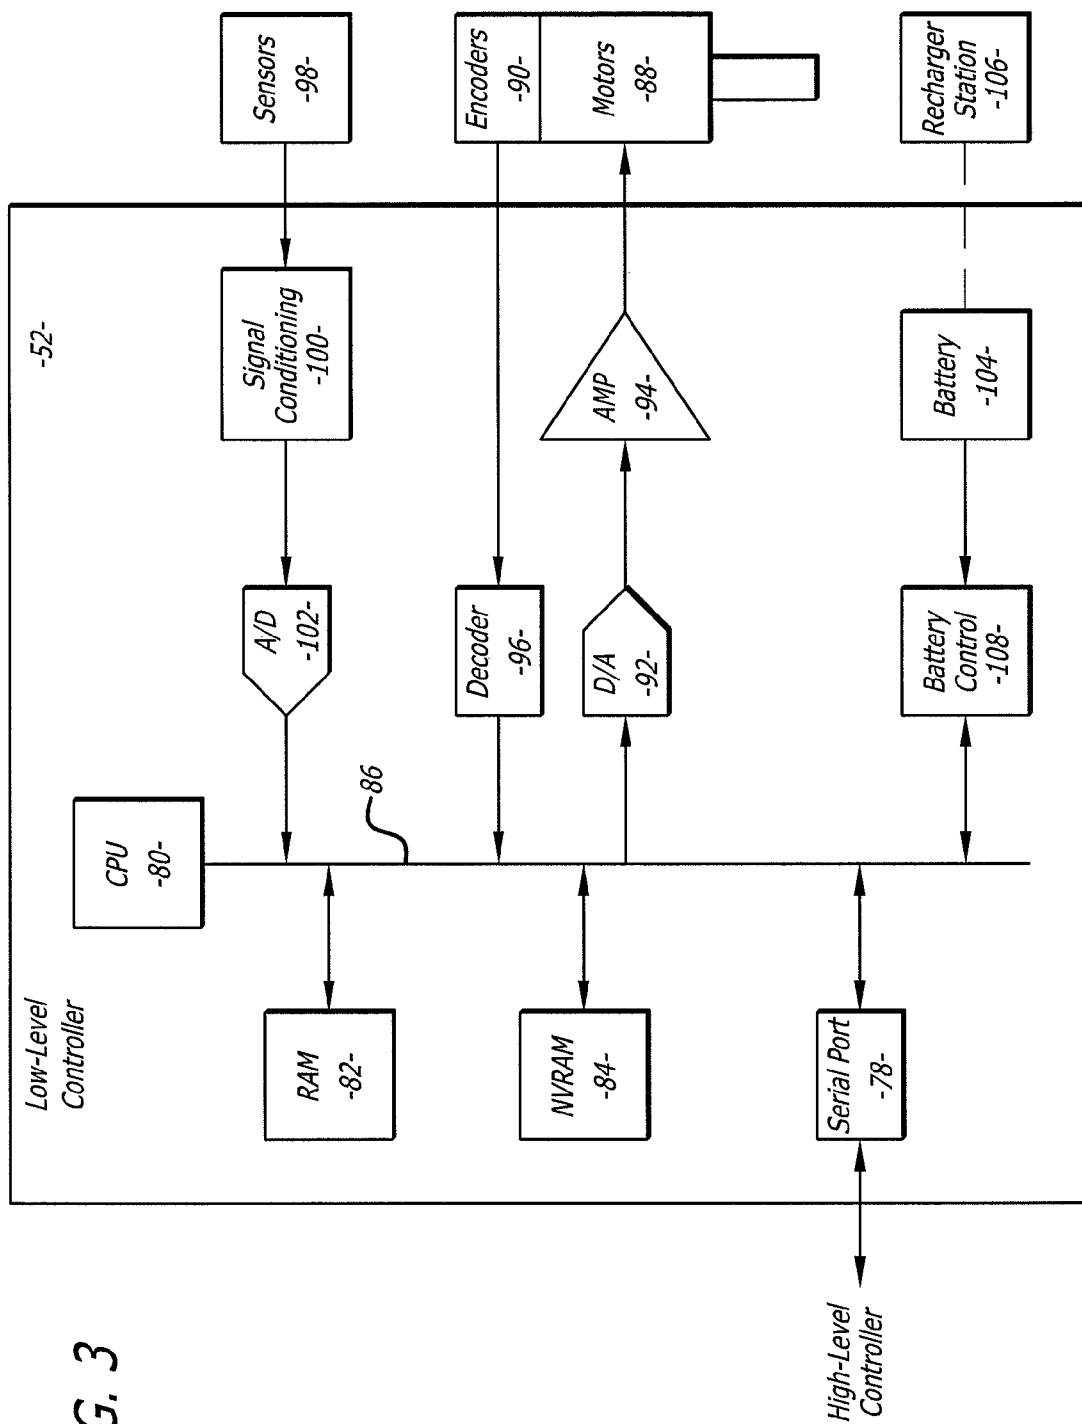 Low-Level
Controller
-52-
G. 3
CPU
-80-
Sensors
-98-
Signal
Conditioning
-100-
A/D
-102-
RAM
-82-
86
Encoders
-90-
Motors
-88-
Decoder
-96-
AMP
-94-
D/A
-92-
NVRAM
-84-
High-Level
Controller
Serial Port
-78-
Battery
Control
-108-
Battery
-104-
Recharger
Station
-106-